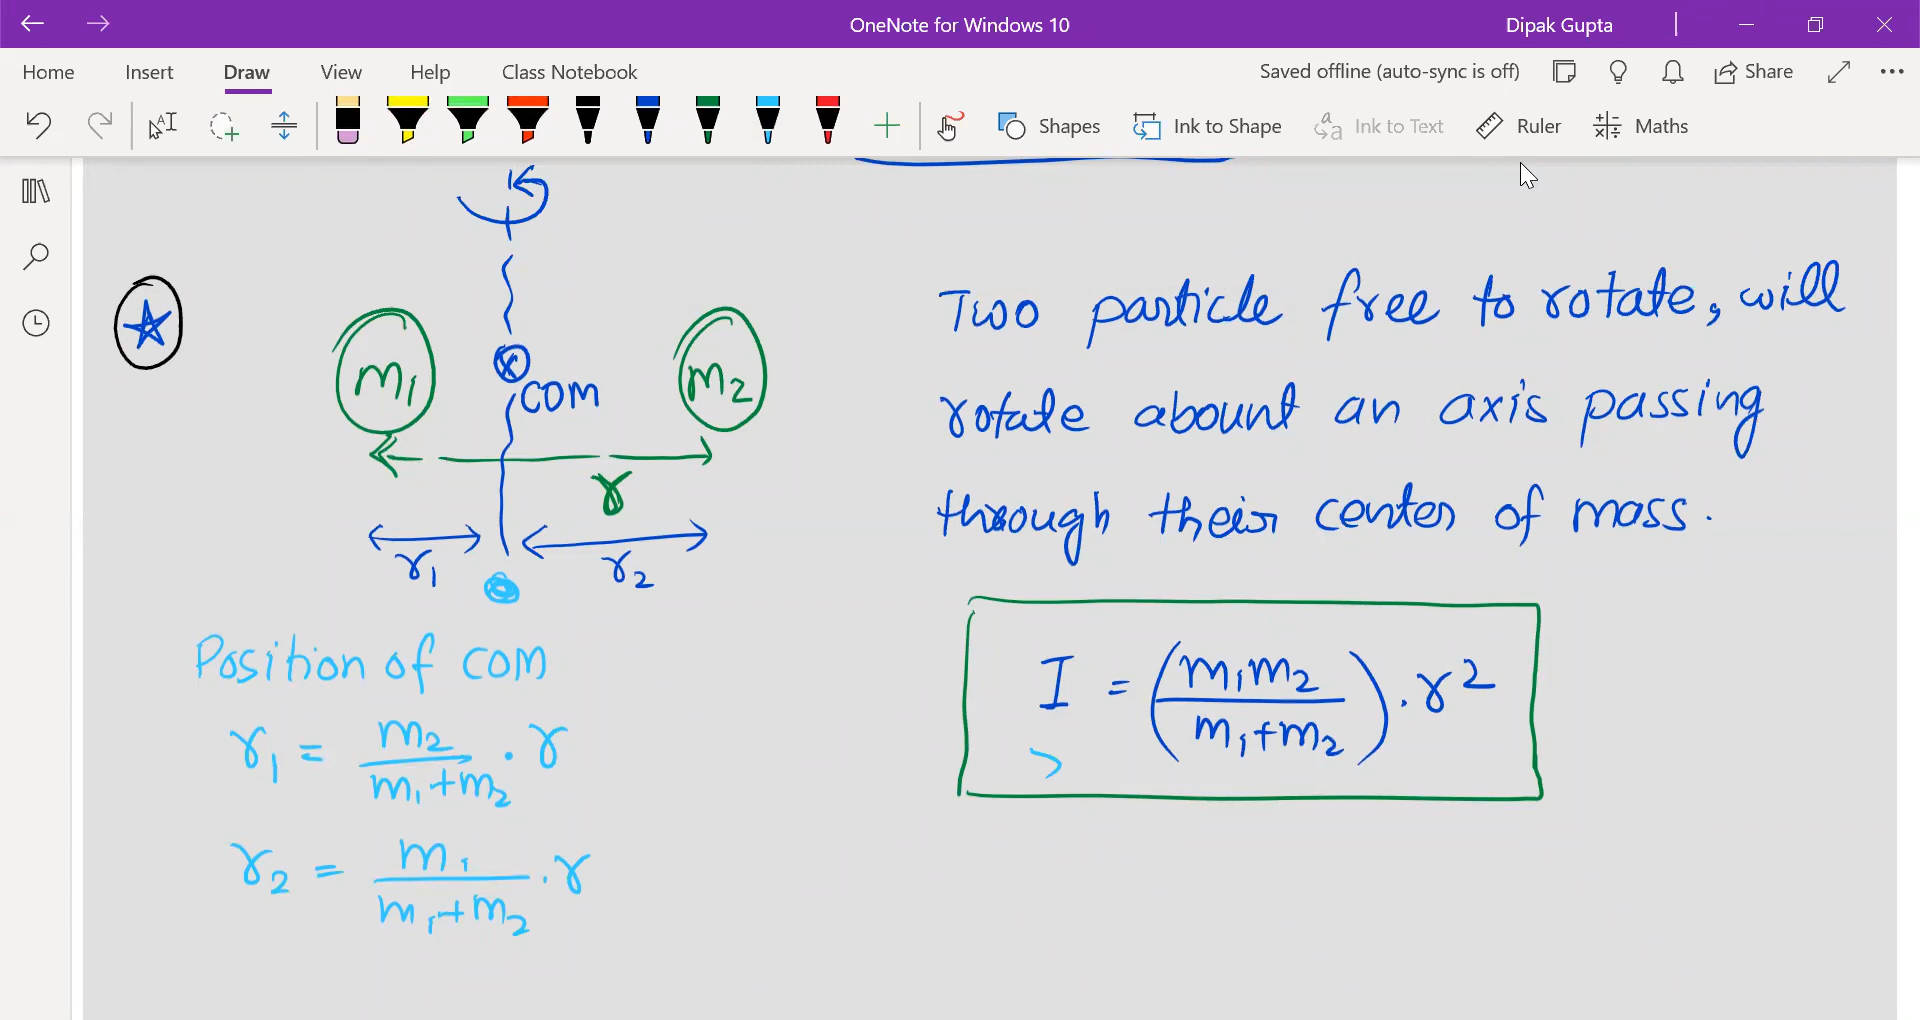 OneNote for Windows 10
Dipak Gupta
Home Insert Draw View Help Class Notebook
Saved offline (auto-sync is off) Share
Shapes Ink to Shape Ink to Text Ruler Maths
m₁ m₂
COM
r
r₁ r₂
Two particle free to rotate, will
rotate abount an axis passing
through their center of mass.
Position of COM
r₁ = m₂/(m₁+m₂) · r
r₂ = m₁/(m₁+m₂) · r
I = (m₁m₂/(m₁+m₂)) · r²